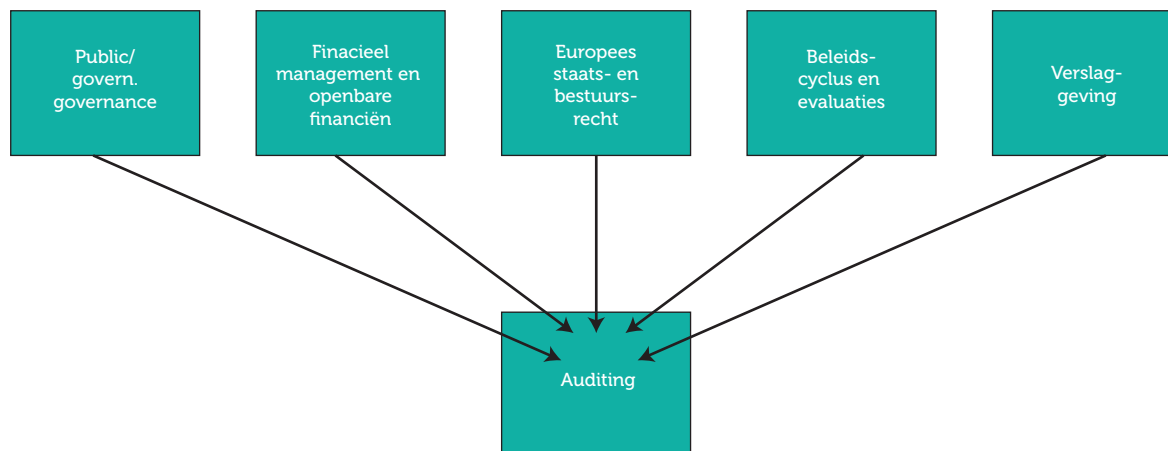 Public/
govern.
governance
Finacieel
management en
openbare
financiën
Europees
staats- en
bestuurs-
recht
Beleids-
cyclus en
evaluaties
Verslag-
geving
Auditing